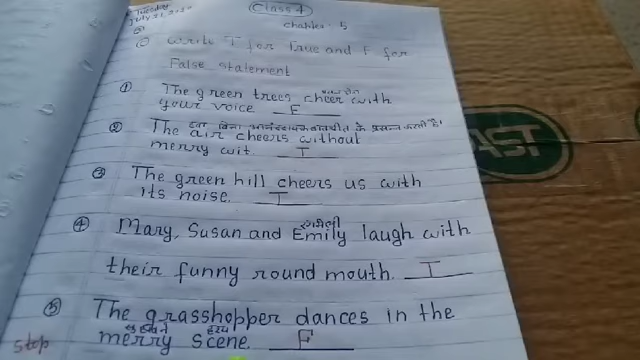 Tuesday
Class 4
Chapter : 5
Write T for True and F for
False statement
① The green trees cheer with
your voice F
② The air cheers without
merry wit. T
③ The green hill cheers us with
its noise. T
④ Mary, Susan and Emily laugh with
their funny round mouth. T
⑤ The grasshopper dances in the
merry scene. F
stop
AST